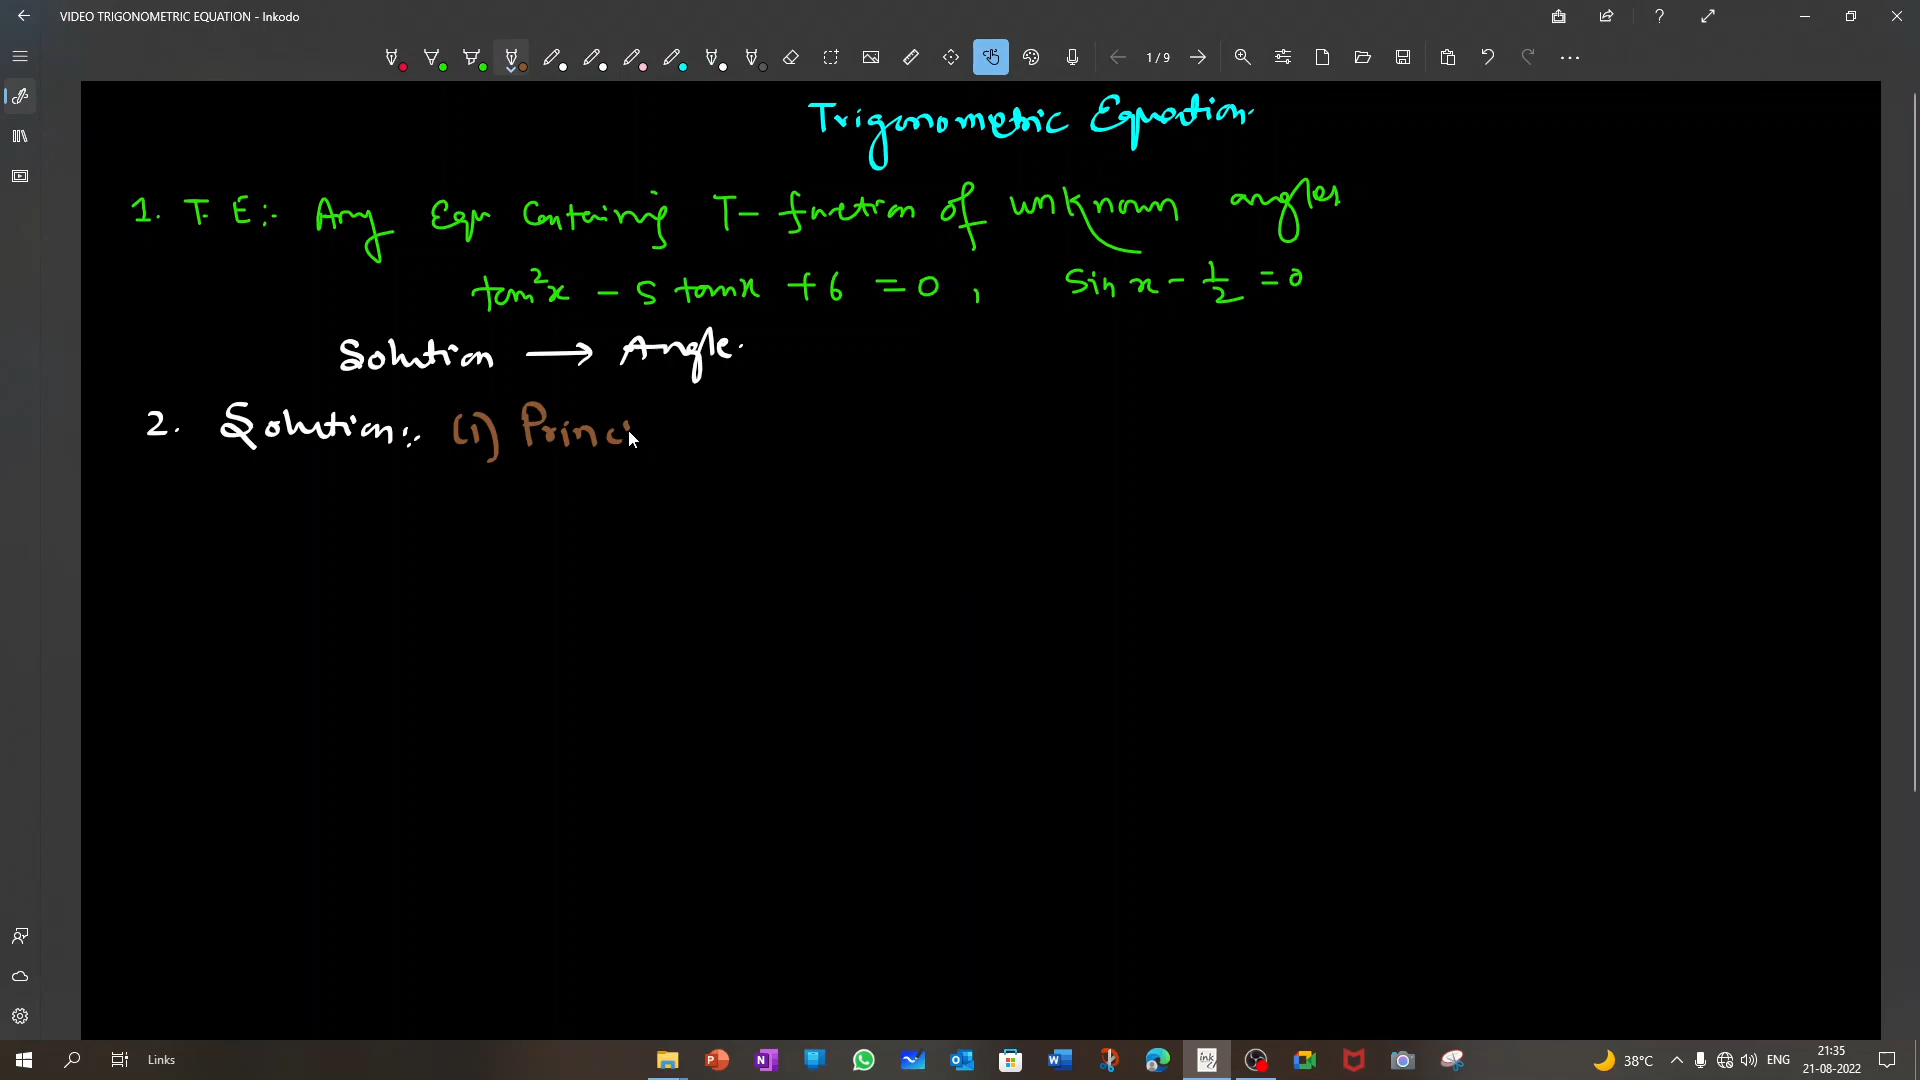 VIDEO TRIGONOMETRIC EQUATION - Inkodo
1 / 9
Trigonometric Equation.
1. T. E :- Any Eqn Containing T- function of unknown angles
tan²x - 5 tanx + 6 = 0 , Sin x - 1/2 = 0
Solution → Angle.
2. Solution :- (1) Princi
Links
38°C
ENG
21:35
21-08-2022